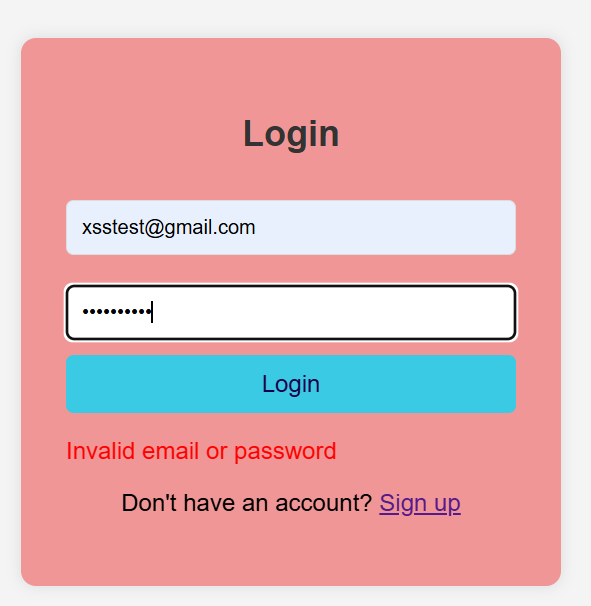 Login
xsstest@gmail.com
••••••••••
Login
Invalid email or password
Don't have an account? Sign up